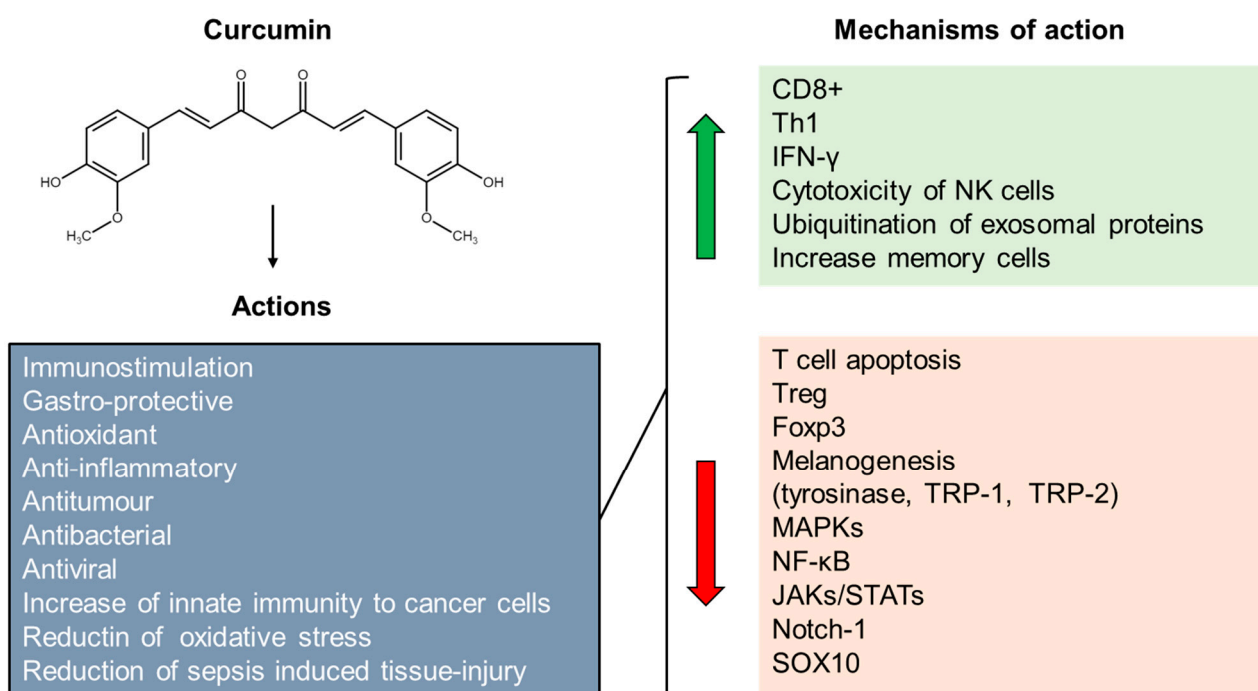 Curcumin
O
O
HO
OH
O
O
H₃C
CH₃
Actions
Immunostimulation
Gastro-protective
Antioxidant
Anti-inflammatory
Antitumour
Antibacterial
Antiviral
Increase of innate immunity to cancer cells
Reductin of oxidative stress
Reduction of sepsis induced tissue-injury
Mechanisms of action
CD8+
Th1
IFN-γ
Cytotoxicity of NK cells
Ubiquitination of exosomal proteins
Increase memory cells
T cell apoptosis
Treg
Foxp3
Melanogenesis
(tyrosinase, TRP-1, TRP-2)
MAPKs
NF-κB
JAKs/STATs
Notch-1
SOX10